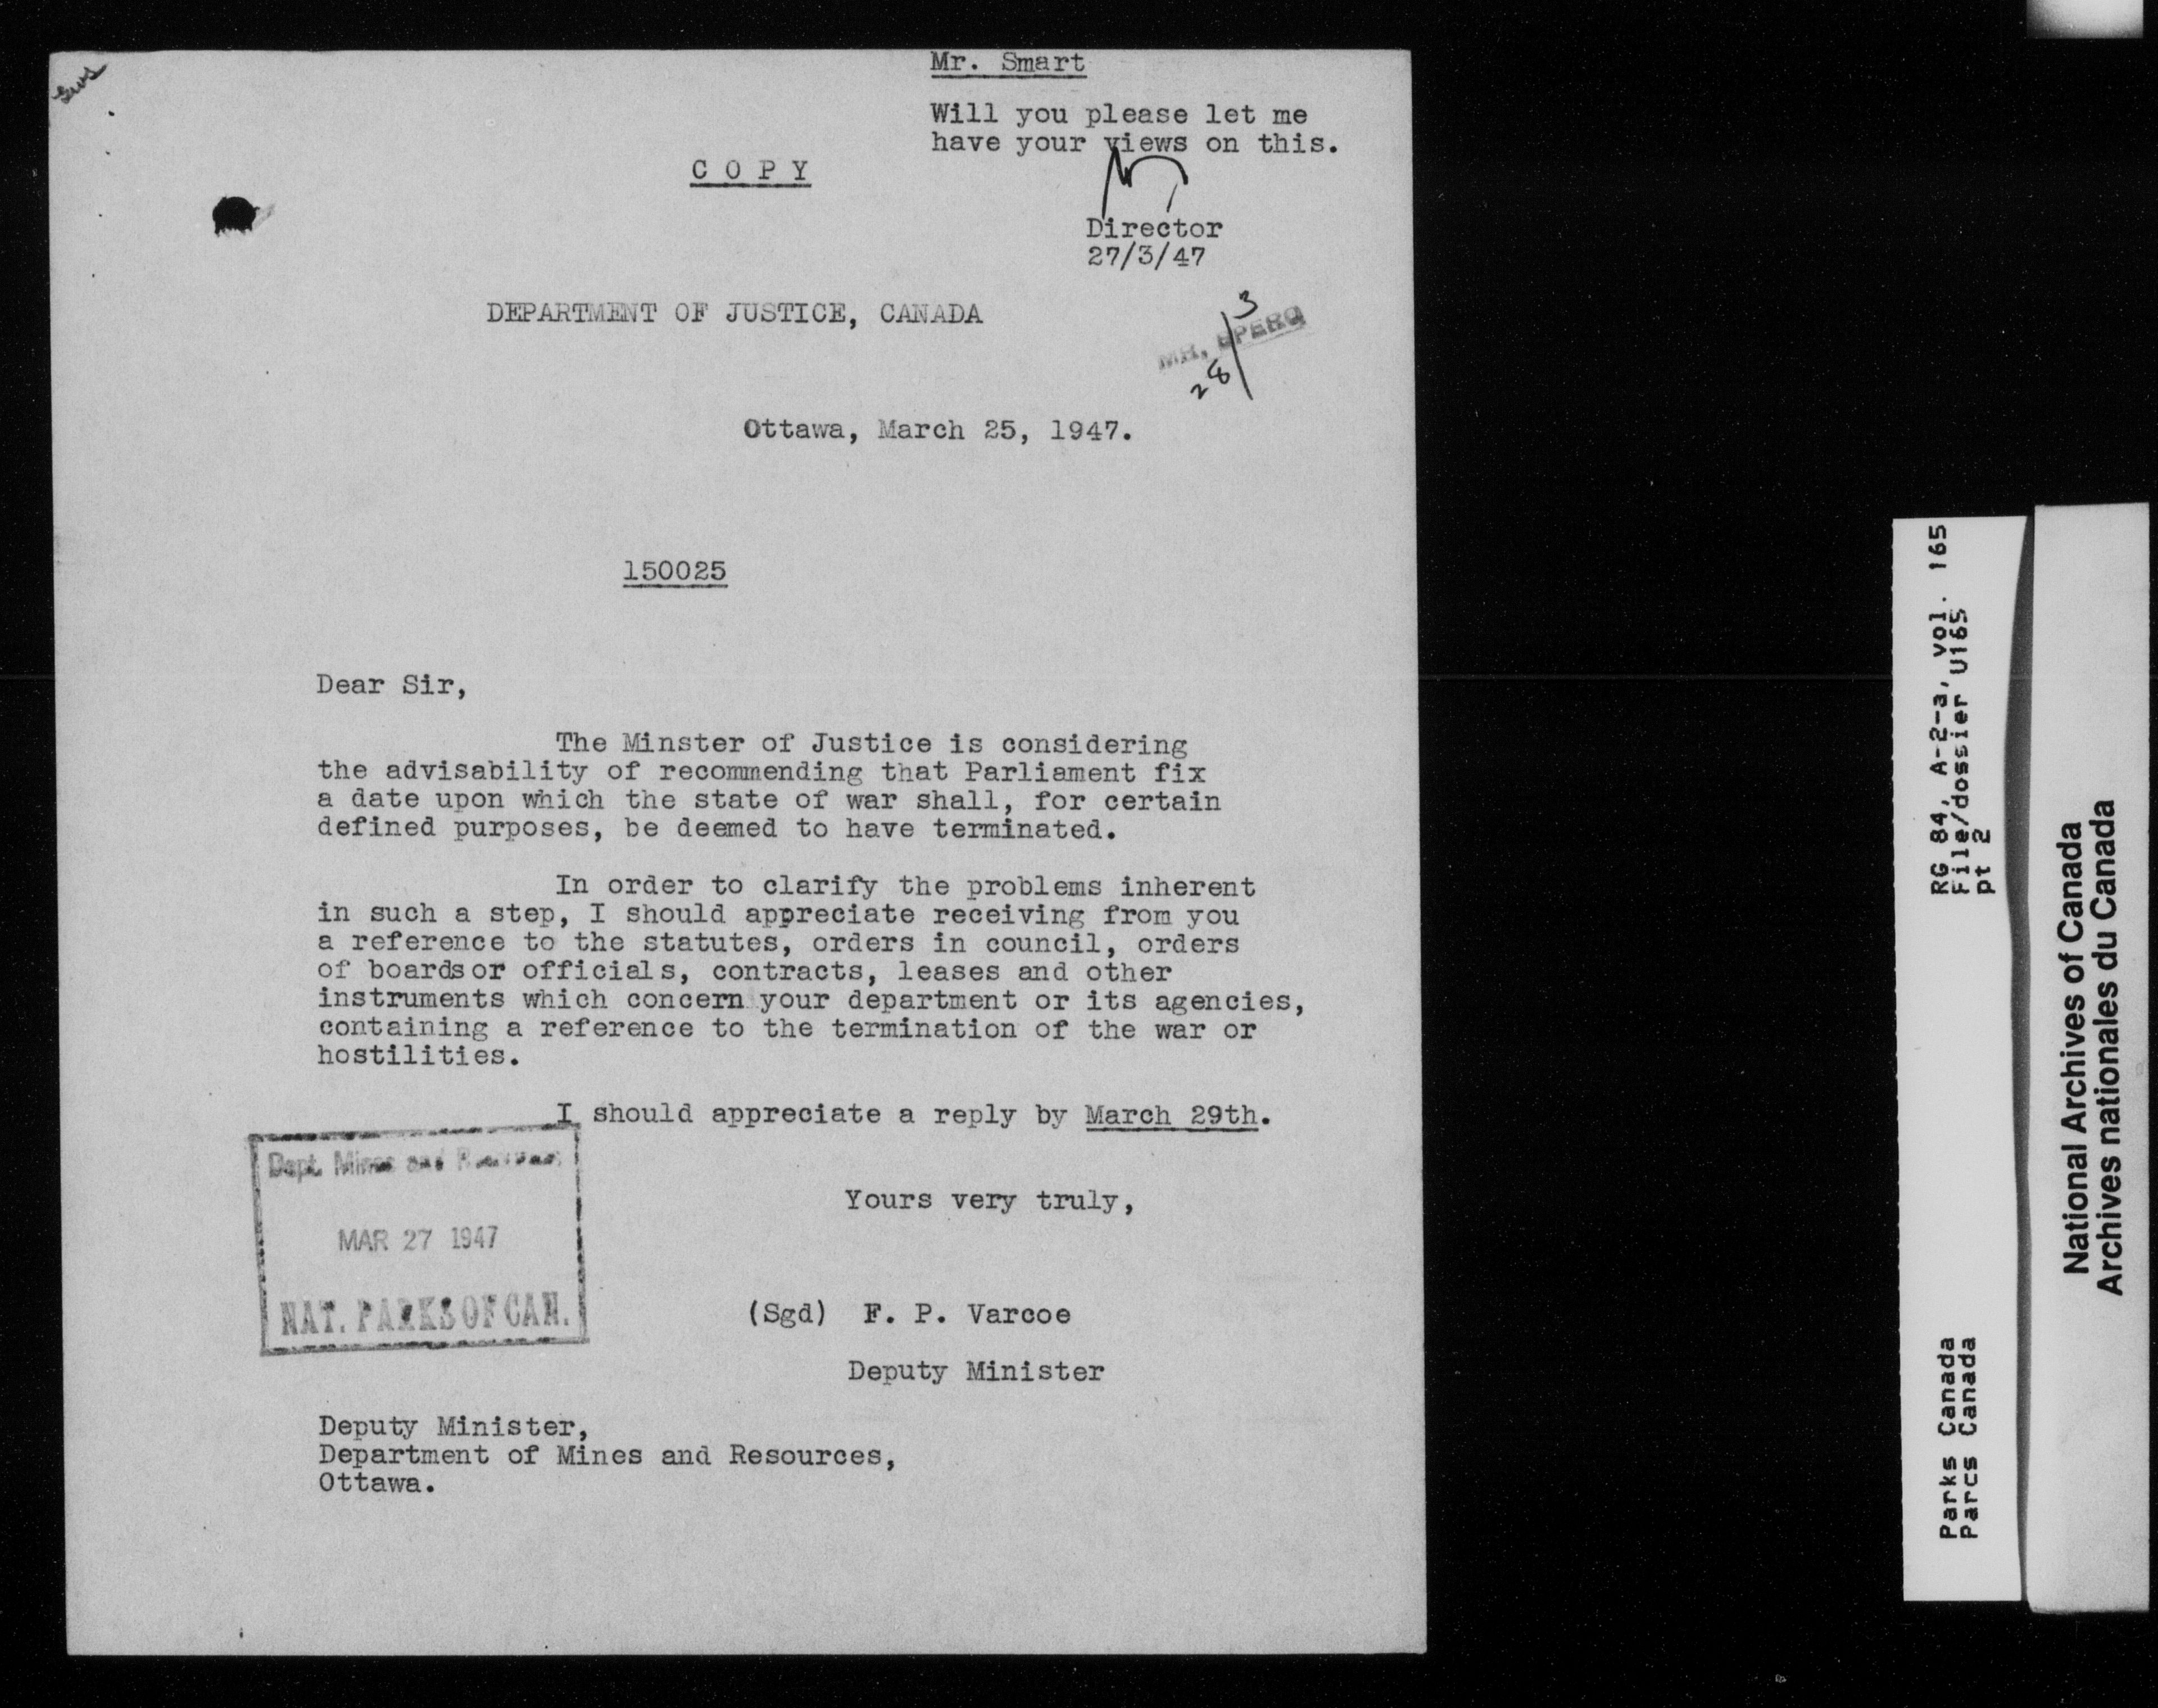 Mr. Smart
Will you please let me
have your views on this.
C O P Y
Director
27/3/47
DEPARTMENT OF JUSTICE, CANADA
MR. SPERO
28/3
Ottawa, March 25, 1947.
150025
Dear Sir,
The Minster of Justice is considering
the advisability of recommending that Parliament fix
a date upon which the state of war shall, for certain
defined purposes, be deemed to have terminated.
In order to clarify the problems inherent
in such a step, I should appreciate receiving from you
a reference to the statutes, orders in council, orders
of boards or officials, contracts, leases and other
instruments which concern your department or its agencies,
containing a reference to the termination of the war or
hostilities.
I should appreciate a reply by March 29th.
Dept. Mines and
MAR 27 1947
NAT. PARKS OF CAN.
Yours very truly,
(Sgd) F. P. Varcoe
Deputy Minister
Deputy Minister,
Department of Mines and Resources,
Ottawa.
RG 84, A-2-a, vol. 165
File/dossier U165
pt 2
Parks Canada
Parcs Canada
National Archives of Canada
Archives nationales du Canada